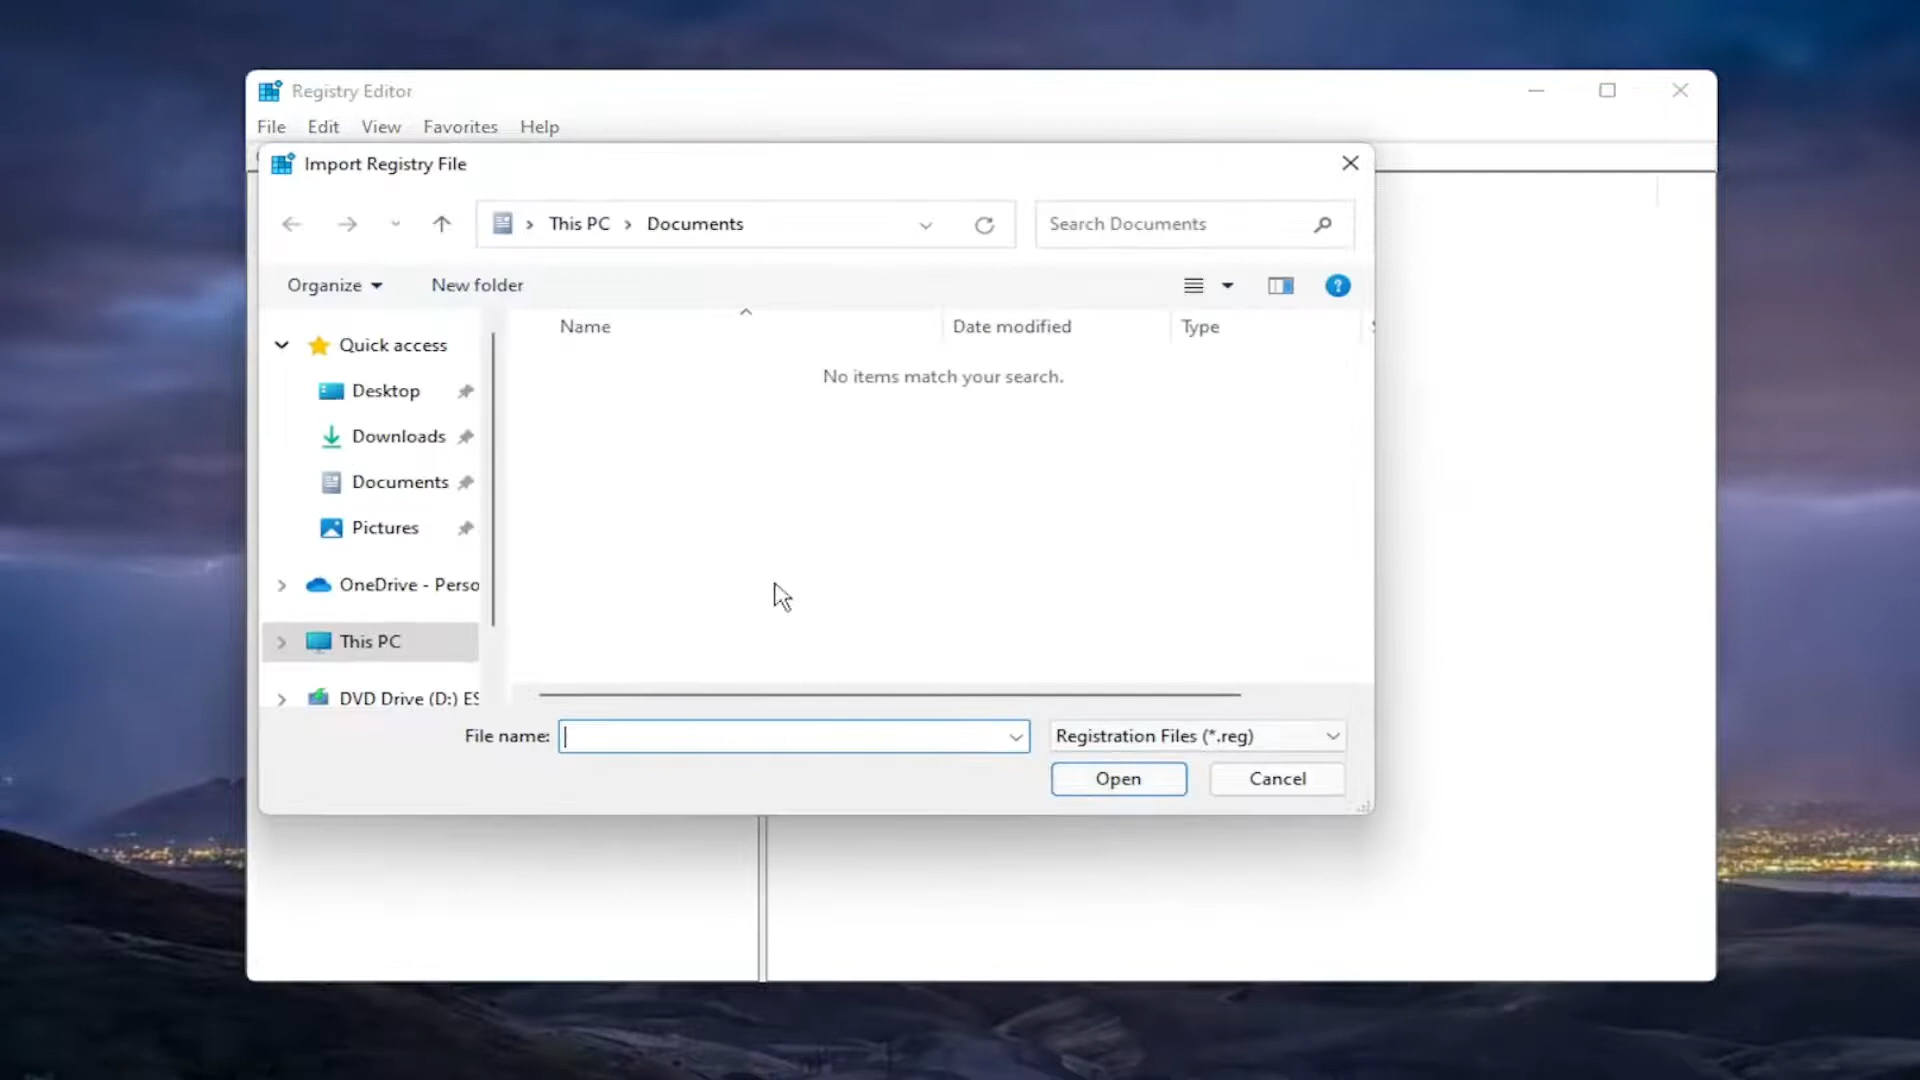 Registry Editor
File Edit View Favorites Help
Import Registry File
This PC > Documents
Search Documents
Organize New folder
Name Date modified Type
No items match your search.
Quick access
Desktop
Downloads
Documents
Pictures
OneDrive - Perso
This PC
DVD Drive (D:) ES
File name:
Registration Files (*.reg)
Open Cancel